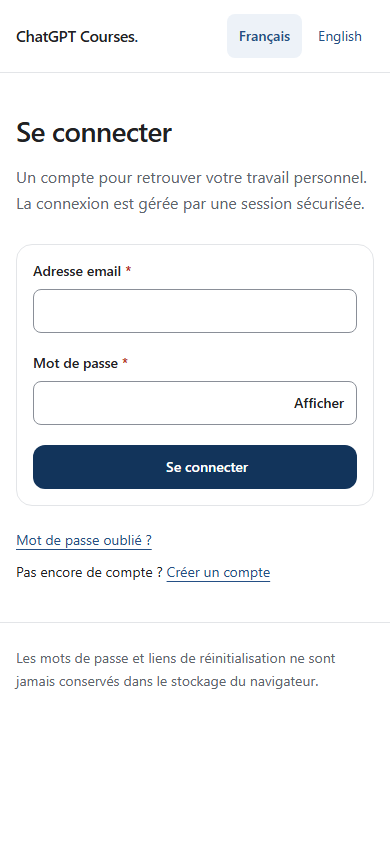 ChatGPT Courses.
Français
English
Se connecter
Un compte pour retrouver votre travail personnel.
La connexion est gérée par une session sécurisée.
Adresse email *
Mot de passe *
Afficher
Se connecter
Mot de passe oublié ?
Pas encore de compte ? Créer un compte
Les mots de passe et liens de réinitialisation ne sont
jamais conservés dans le stockage du navigateur.